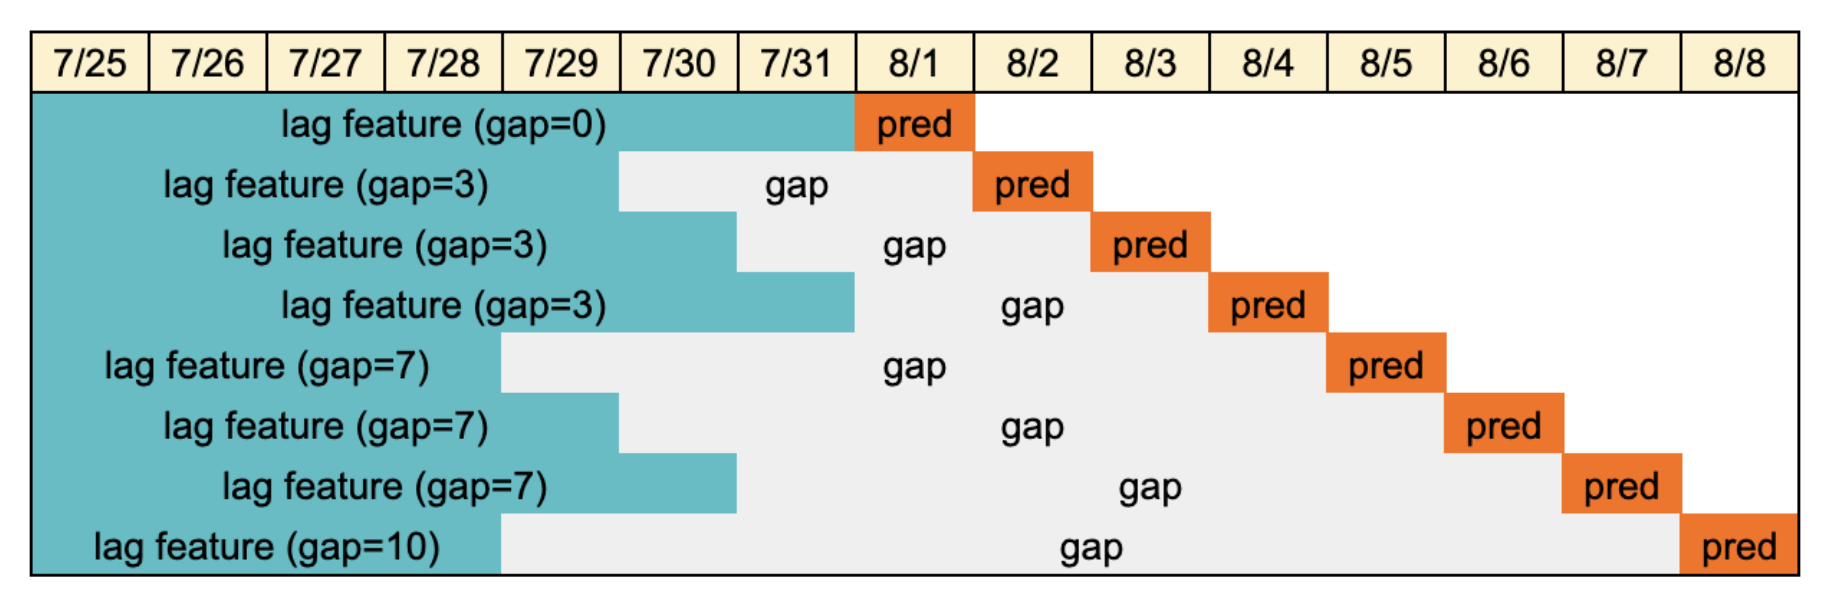 7/25 7/26 7/27 7/28 7/29 7/30 7/31 8/1 8/2 8/3 8/4 8/5 8/6 8/7 8/8
lag feature (gap=0) pred
lag feature (gap=3) gap pred
lag feature (gap=3) gap pred
lag feature (gap=3) gap pred
lag feature (gap=7) gap pred
lag feature (gap=7) gap pred
lag feature (gap=7) gap pred
lag feature (gap=10) gap pred